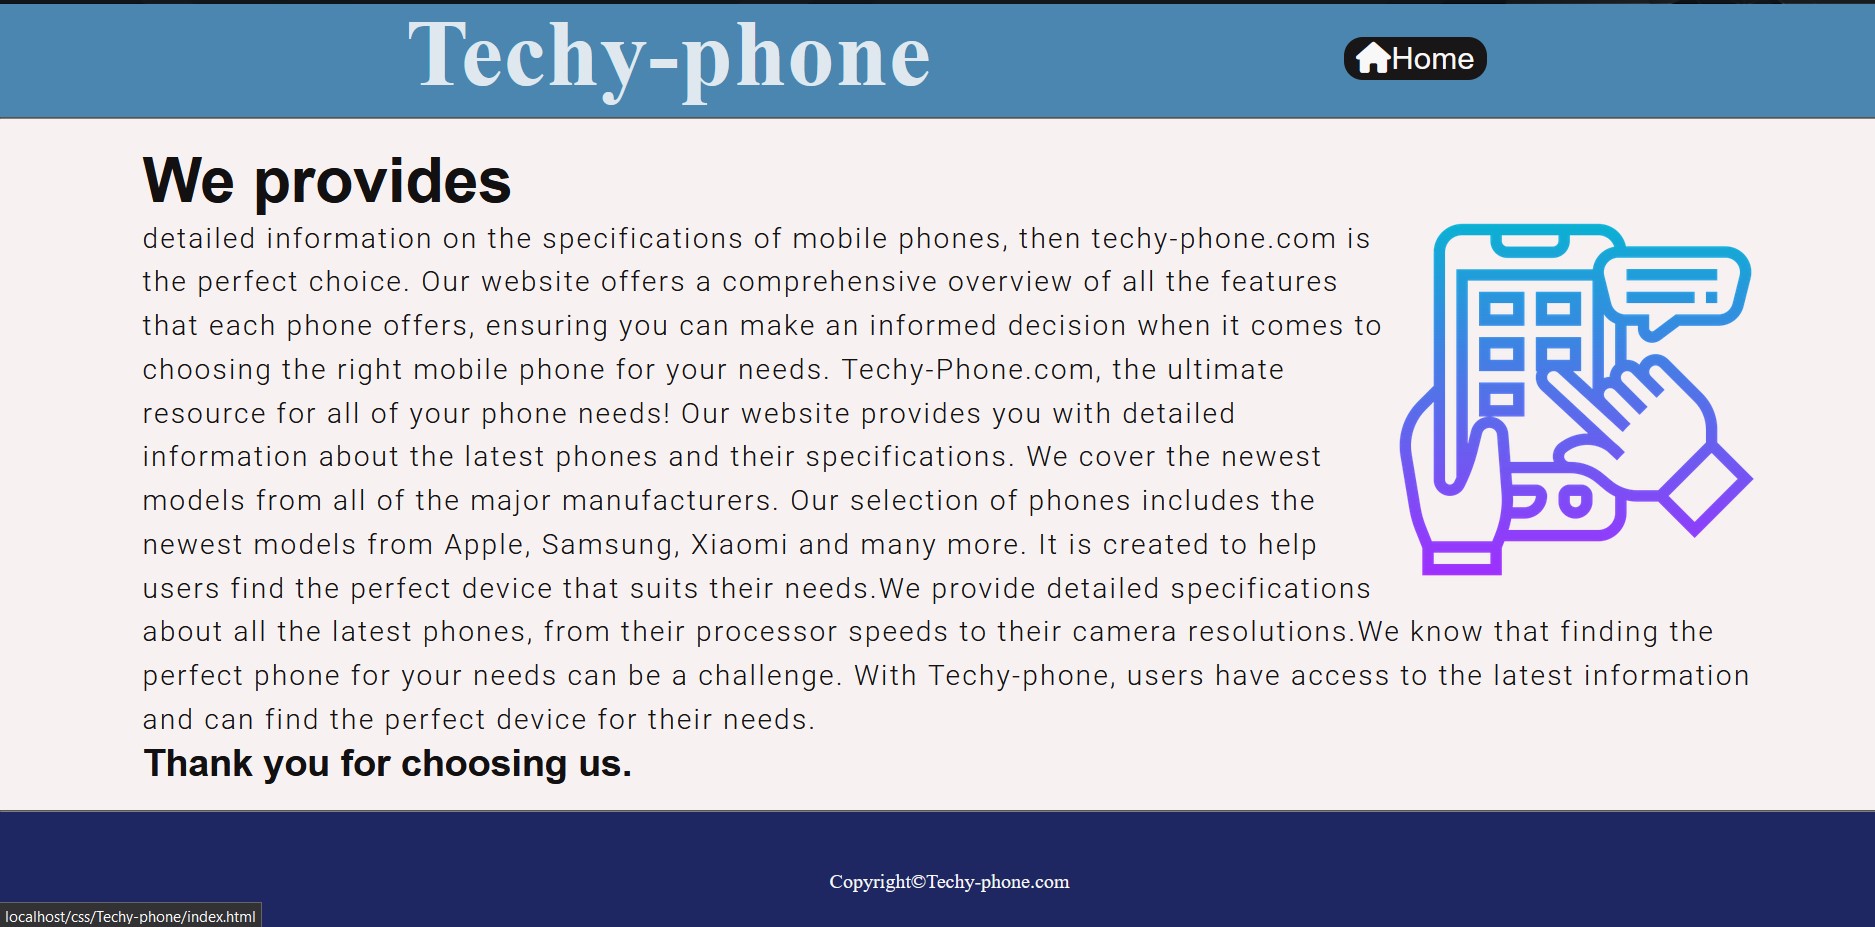 Techy-phone
Home
We provides
detailed information on the specifications of mobile phones, then techy-phone.com is
the perfect choice. Our website offers a comprehensive overview of all the features
that each phone offers, ensuring you can make an informed decision when it comes to
choosing the right mobile phone for your needs. Techy-Phone.com, the ultimate
resource for all of your phone needs! Our website provides you with detailed
information about the latest phones and their specifications. We cover the newest
models from all of the major manufacturers. Our selection of phones includes the
newest models from Apple, Samsung, Xiaomi and many more. It is created to help
users find the perfect device that suits their needs.We provide detailed specifications
about all the latest phones, from their processor speeds to their camera resolutions.We know that finding the
perfect phone for your needs can be a challenge. With Techy-phone, users have access to the latest information
and can find the perfect device for their needs.
Thank you for choosing us.
Copyright©Techy-phone.com
localhost/css/Techy-phone/index.html